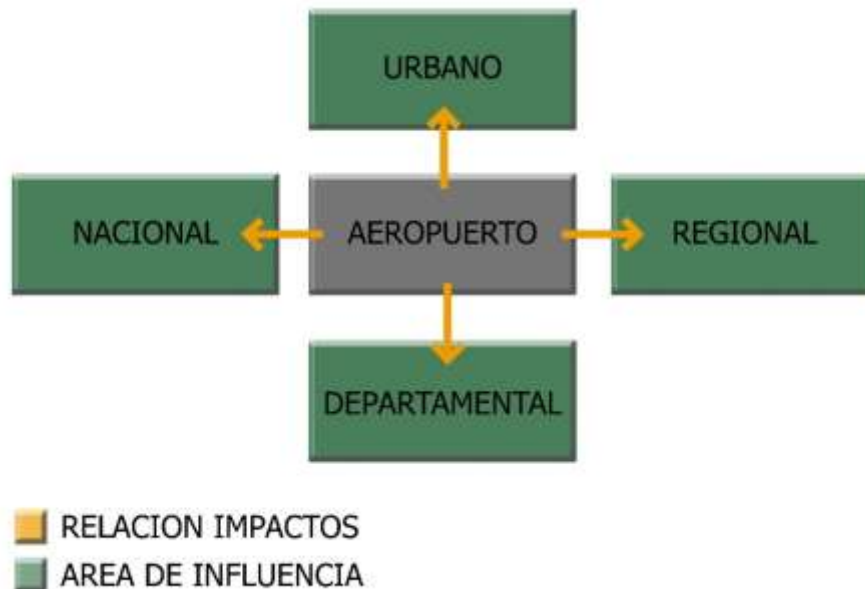 URBANO
NACIONAL
AEROPUERTO
REGIONAL
DEPARTAMENTAL
RELACION IMPACTOS
AREA DE INFLUENCIA